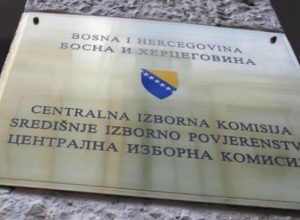 BOSNA I HERCEGOVINA
БОСНА И ХЕРЦЕГОВИНА
CENTRALNA IZBORNA KOMISIJA
SREDIŠNJE IZBORNO POVJERENSTV
ЦЕНТРАЛНА ИЗБОРНА КОМИСИ